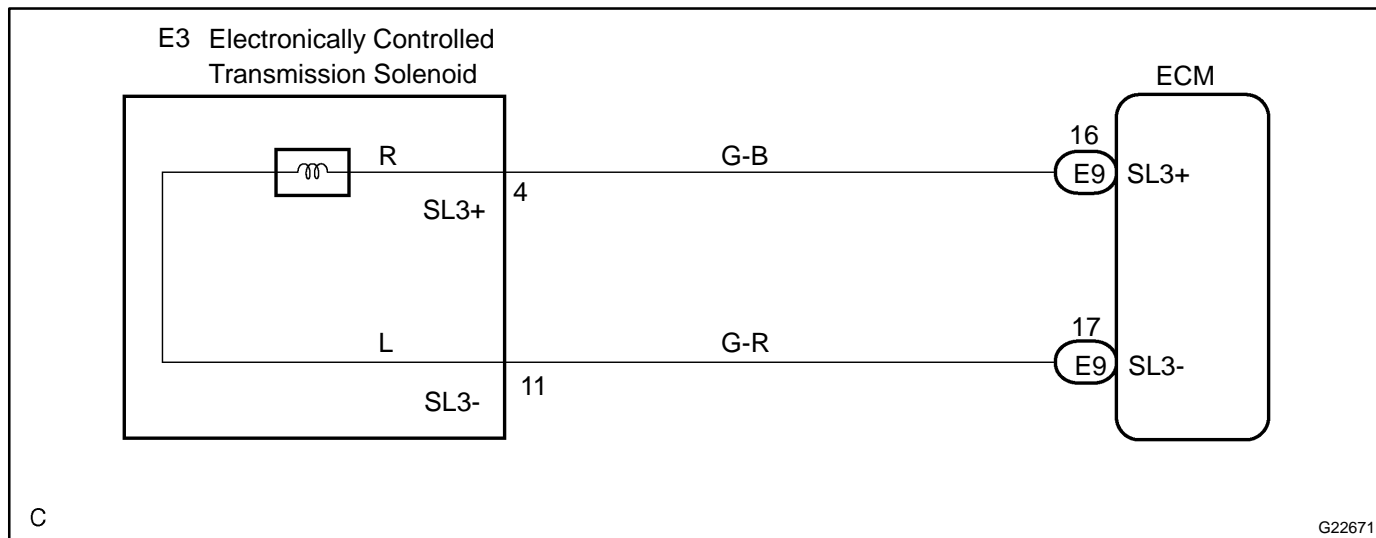 E3 Electronically Controlled
Transmission Solenoid
ECM
R
G-B
16
E9
SL3+
4
SL3+
L
G-R
17
E9
SL3-
11
SL3-
C
G22671